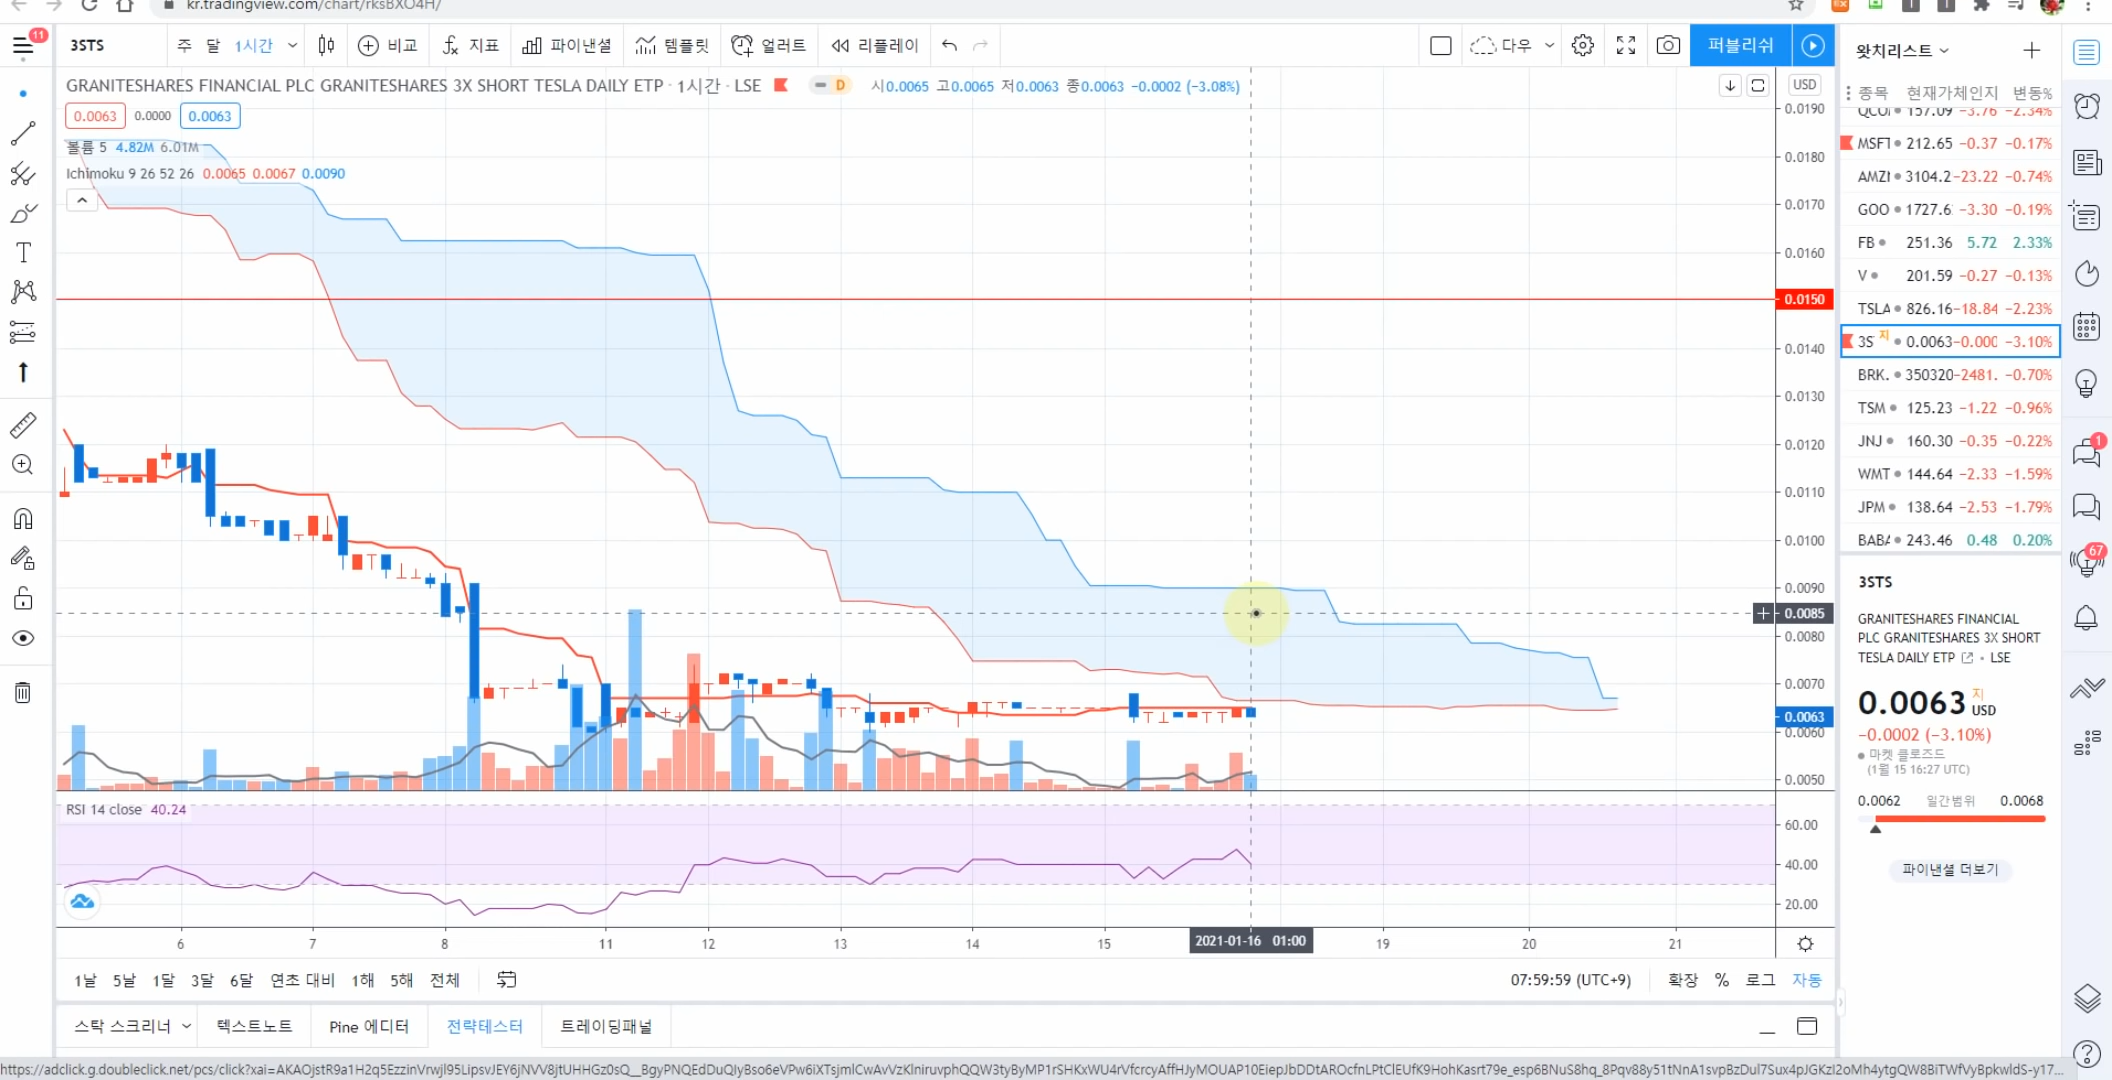 kr.tradingview.com/chart/rksBXO4H/
11
3STS
주 달 1시간
비교
지표
파이낸셜
템플릿
얼러트
리플레이
다우
퍼블리쉬
왓치리스트
GRANITESHARES FINANCIAL PLC GRANITESHARES 3X SHORT TESLA DAILY ETP · 1시간 · LSE
D
시0.0065 고0.0065 저0.0063 종0.0063 −0.0002 (−3.08%)
0.0063 0.0000 0.0063
볼륨 5 4.82M 6.01M
Ichimoku 9 26 52 26 0.0065 0.0067 0.0090
USD
0.0190
0.0180
0.0170
0.0160
0.0150
0.0140
0.0130
0.0120
0.0110
0.0100
0.0090
0.0085
0.0080
0.0070
0.0063
0.0060
0.0050
RSI 14 close 40.24
60.00
40.00
20.00
6 7 8 11 12 13 14 15 2021-01-16 01:00 19 20 21
1날 5날 1달 3달 6달 연초 대비 1해 5해 전체
07:59:59 (UTC+9) 확장 % 로그 자동
스탁 스크리너 텍스트노트 Pine 에디터 전략테스터 트레이딩패널
종목 현재가 체인지 변동%
157.09 −3.76 −2.34%
MSFT 212.65 −0.37 −0.17%
AMZI 3104.2 −23.22 −0.74%
GOO 1727.6 −3.30 −0.19%
FB 251.36 5.72 2.33%
V 201.59 −0.27 −0.13%
TSLA 826.16 −18.84 −2.23%
3S 지 0.0063 −0.000 −3.10%
BRK. 350320 −2481. −0.70%
TSM 125.23 −1.22 −0.96%
JNJ 160.30 −0.35 −0.22%
WMT 144.64 −2.33 −1.59%
JPM 138.64 −2.53 −1.79%
BABA 243.46 0.48 0.20%
3STS
GRANITESHARES FINANCIAL
PLC GRANITESHARES 3X SHORT
TESLA DAILY ETP · LSE
0.0063 지 USD
−0.0002 (−3.10%)
마켓 클로즈드
(1월 15 16:27 UTC)
0.0062 일간범위 0.0068
파이낸셜 더보기
1
67